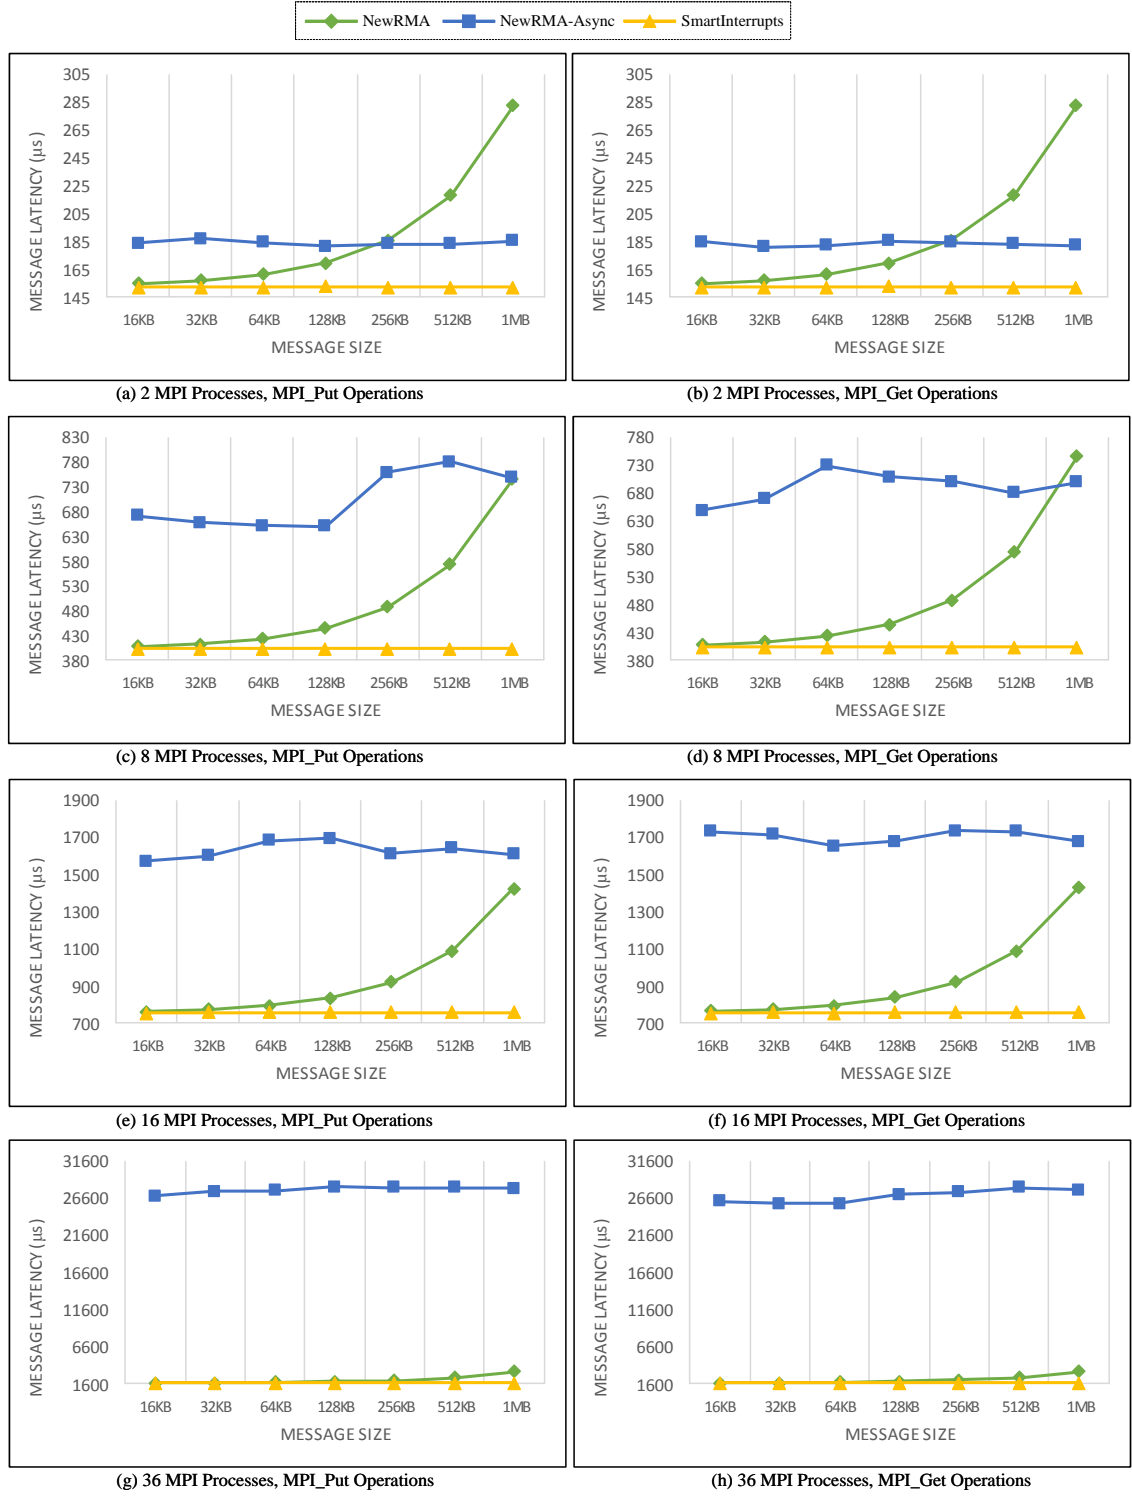 NewRMA NewRMA-Async SmartInterrupts
305
285
265
245
225
205
185
165
145
MESSAGE LATENCY (µs)
16KB 32KB 64KB 128KB 256KB 512KB 1MB
MESSAGE SIZE
(a) 2 MPI Processes, MPI_Put Operations
305
285
265
245
225
205
185
165
145
MESSAGE LATENCY (µs)
16KB 32KB 64KB 128KB 256KB 512KB 1MB
MESSAGE SIZE
(b) 2 MPI Processes, MPI_Get Operations
830
780
730
680
630
580
530
480
430
380
MESSAGE LATENCY (µs)
16KB 32KB 64KB 128KB 256KB 512KB 1MB
MESSAGE SIZE
(c) 8 MPI Processes, MPI_Put Operations
780
730
680
630
580
530
480
430
380
MESSAGE LATENCY (µs)
16KB 32KB 64KB 128KB 256KB 512KB 1MB
MESSAGE SIZE
(d) 8 MPI Processes, MPI_Get Operations
1900
1700
1500
1300
1100
900
700
MESSAGE LATENCY (µs)
16KB 32KB 64KB 128KB 256KB 512KB 1MB
MESSAGE SIZE
(e) 16 MPI Processes, MPI_Put Operations
1900
1700
1500
1300
1100
900
700
MESSAGE LATENCY (µs)
16KB 32KB 64KB 128KB 256KB 512KB 1MB
MESSAGE SIZE
(f) 16 MPI Processes, MPI_Get Operations
31600
26600
21600
16600
11600
6600
1600
MESSAGE LATENCY (µs)
16KB 32KB 64KB 128KB 256KB 512KB 1MB
MESSAGE SIZE
(g) 36 MPI Processes, MPI_Put Operations
31600
26600
21600
16600
11600
6600
1600
MESSAGE LATENCY (µs)
16KB 32KB 64KB 128KB 256KB 512KB 1MB
MESSAGE SIZE
(h) 36 MPI Processes, MPI_Get Operations